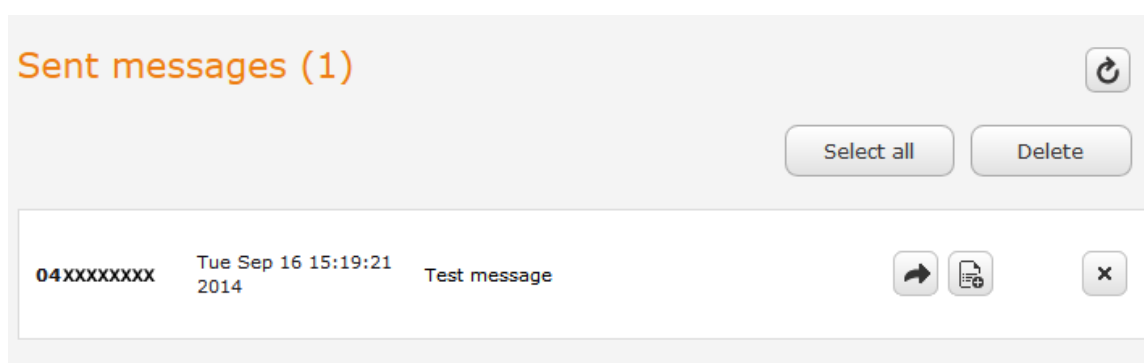 Sent messages (1)
Select all
Delete
04XXXXXXXX
Tue Sep 16 15:19:21
2014
Test message